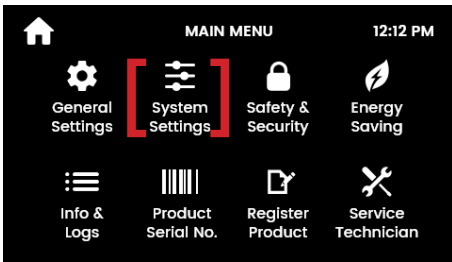 MAIN MENU 12:12 PM
General Settings
System Settings
Safety & Security
Energy Saving
Info & Logs
Product Serial No.
Register Product
Service Technician